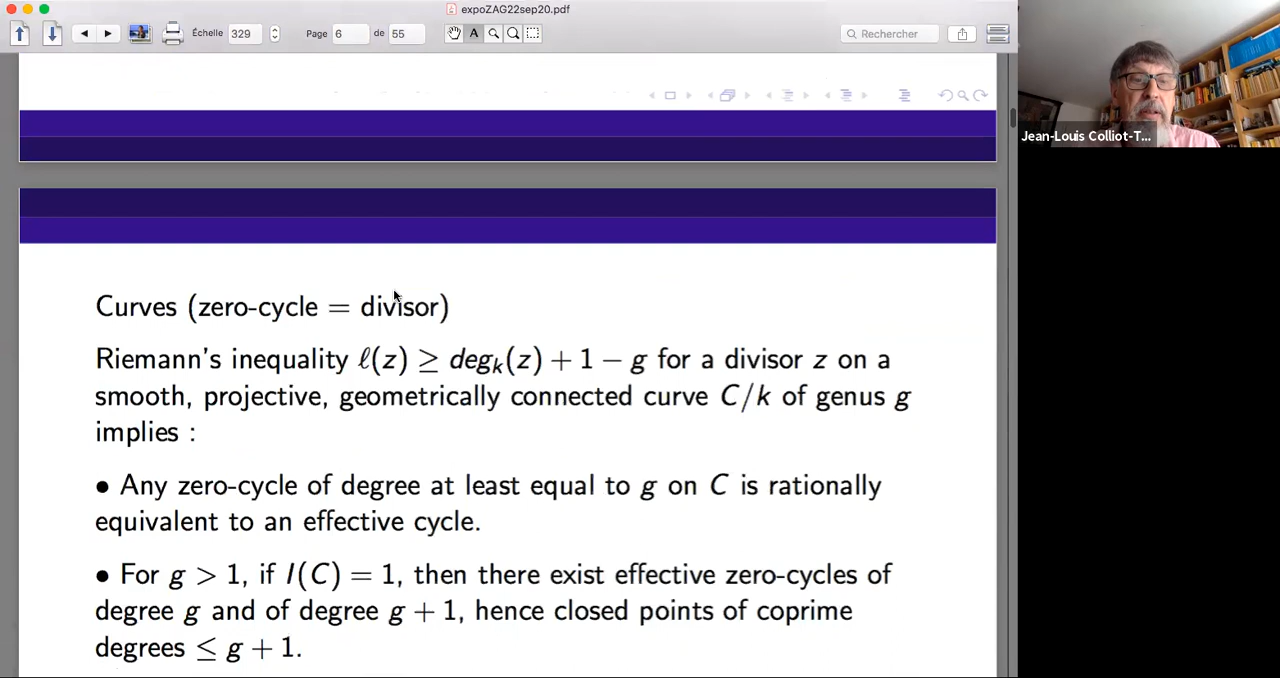 expoZAG22sep20.pdf
Échelle 329 Page 6 de 55 A Rechercher
Jean-Louis Colliot-T...
Curves (zero-cycle = divisor)
Riemann's inequality ℓ(z) ≥ deg_k(z) + 1 − g for a divisor z on a
smooth, projective, geometrically connected curve C/k of genus g
implies :
• Any zero-cycle of degree at least equal to g on C is rationally
equivalent to an effective cycle.
• For g > 1, if I(C) = 1, then there exist effective zero-cycles of
degree g and of degree g + 1, hence closed points of coprime
degrees ≤ g + 1.